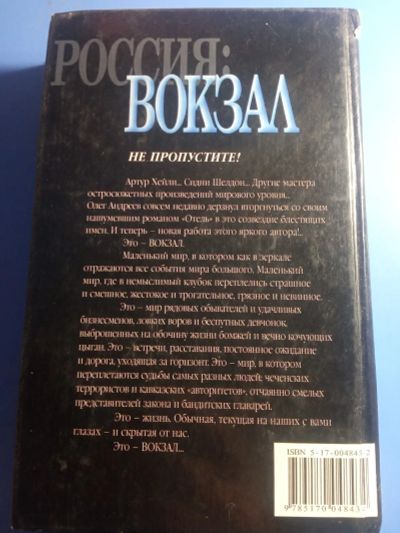 РОССИЯ:
ВОКЗАЛ
НЕ ПРОПУСТИТЕ!
Артур Хейли... Сидни Шелдон... Другие мастера
остросюжетных произведений мирового уровня...
Олег Андреев совсем недавно дерзнул вторгнуться со своим
нашумевшим романом «Отель» в это созвездие блестящих
имен. И теперь – новая работа этого яркого автора!..
Это – ВОКЗАЛ.
Маленький мир, в котором как в зеркале
отражаются все события мира большого. Маленький
мир, где в немыслимый клубок переплелись страшное
и смешное, жестокое и трогательное, грязное и невинное.
Это – мир рядовых обывателей и удачливых
бизнесменов, ловких воров и беспутных девчонок,
выброшенных на обочину жизни бомжей и вечно кочующих
цыган. Это – встречи, расставания, постоянное ожидание
и дорога, уходящая за горизонт. Это – мир, в котором
переплетаются судьбы самых разных людей: чеченских
террористов и кавказских «авторитетов», отчаянно смелых
представителей закона и бандитских главарей.
Это – жизнь. Обычная, текущая на наших с вами
глазах – и скрытая от нас.
Это – ВОКЗАЛ...
ISBN 5-17-004843-2
9 785170 04843